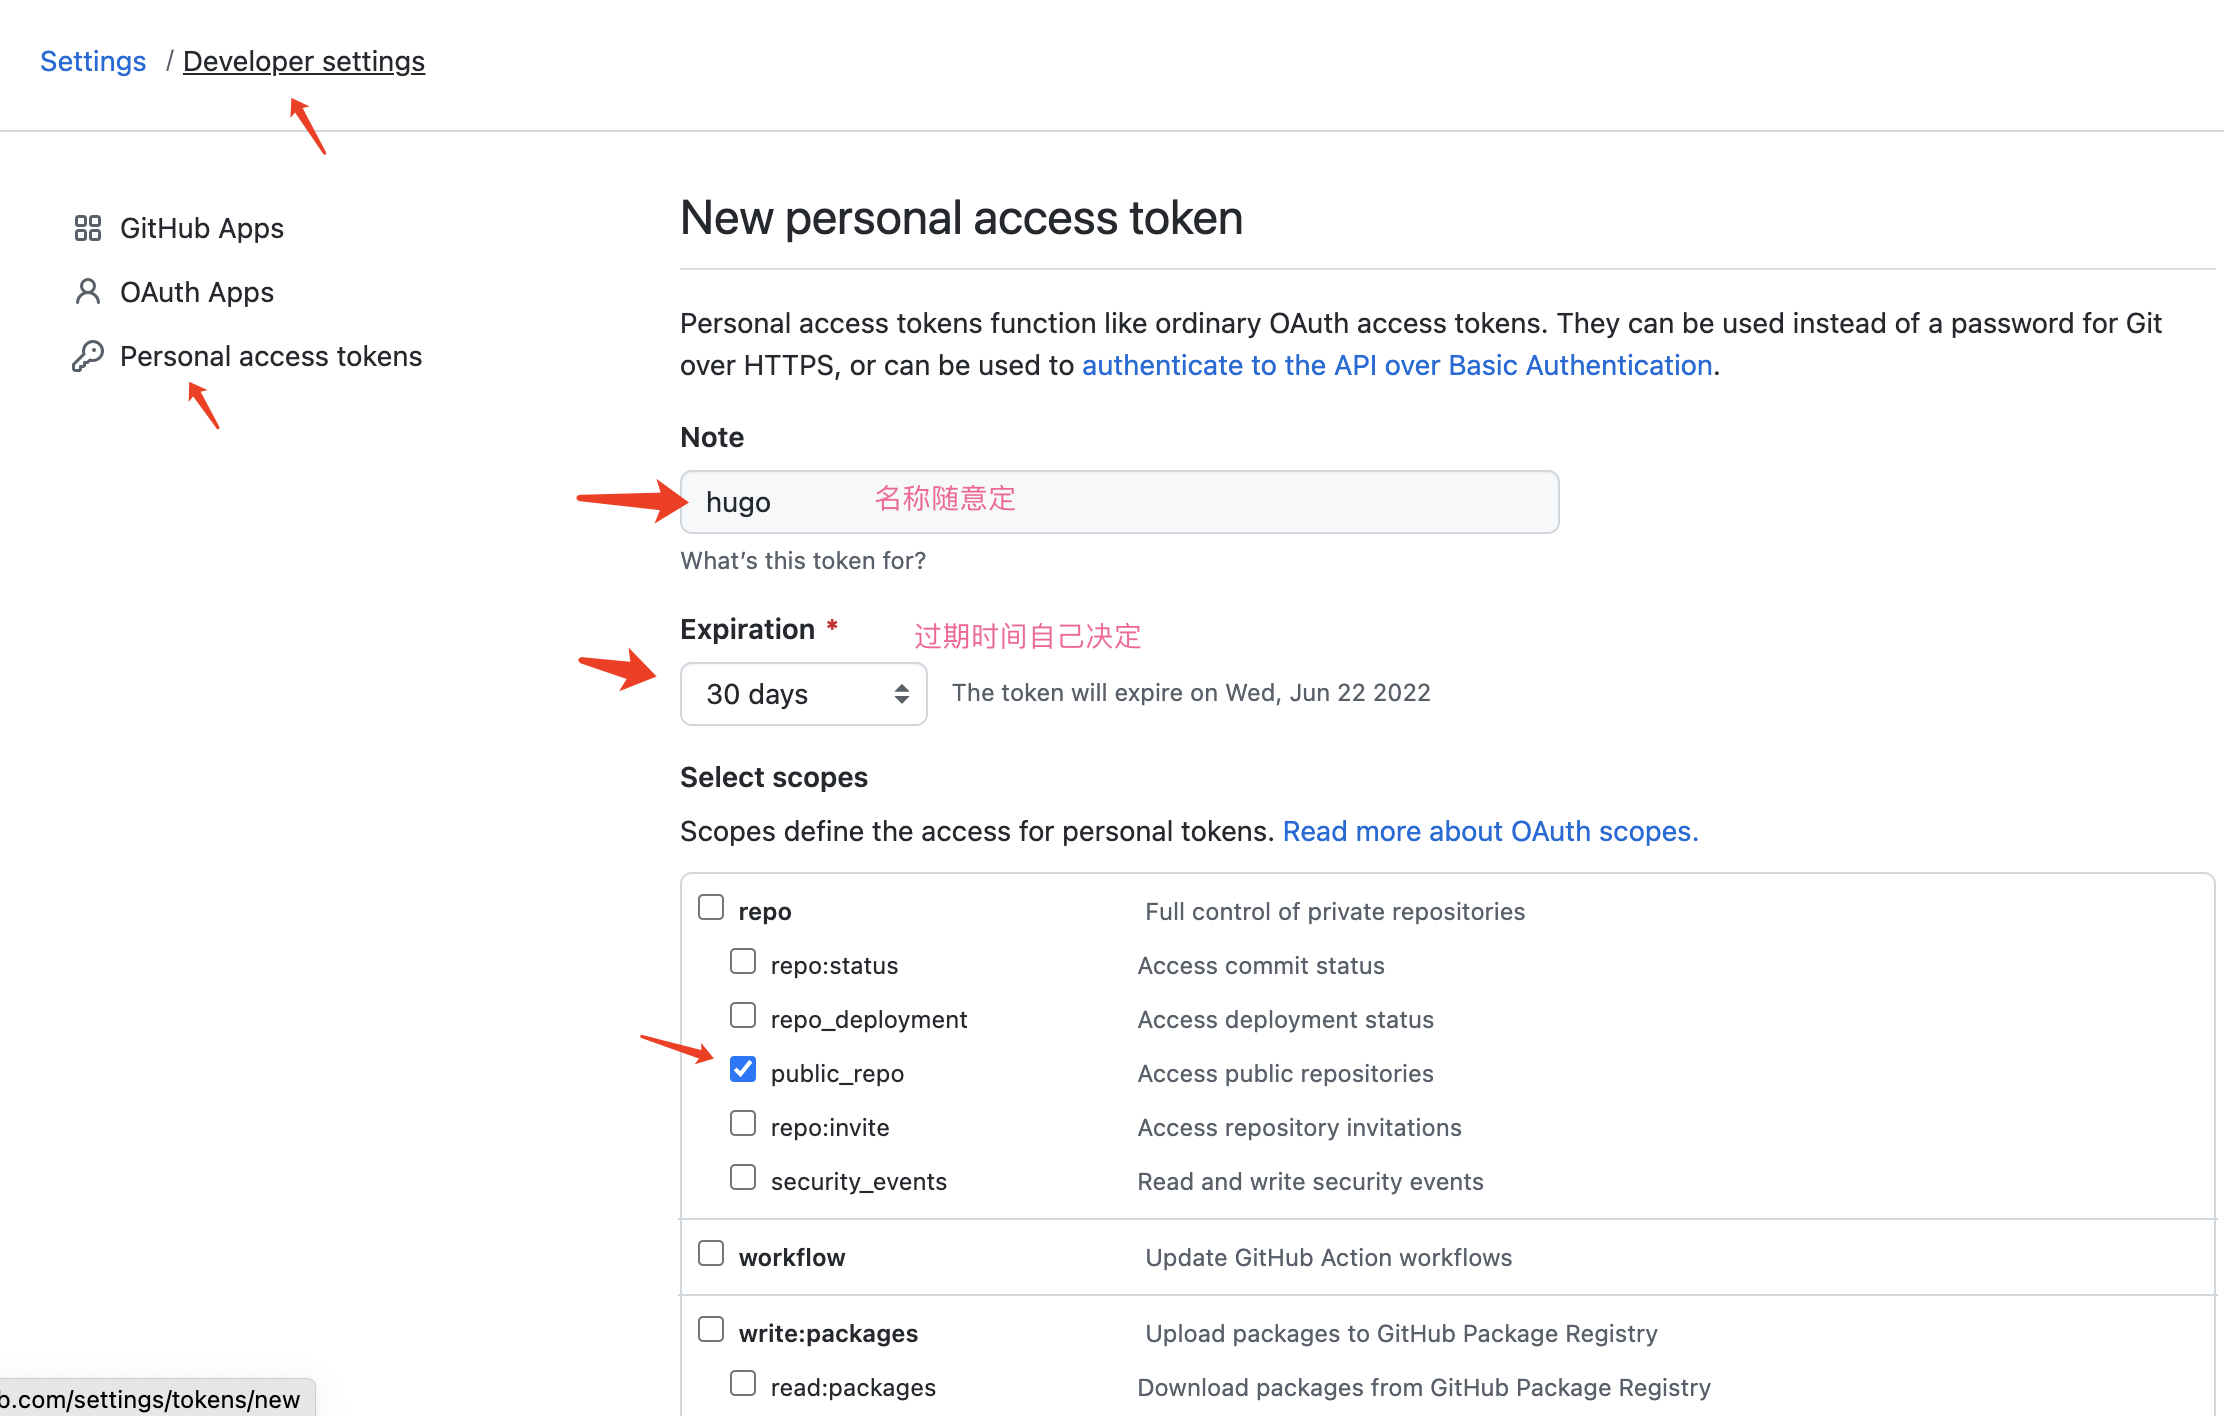 Settings / Developer settings
GitHub Apps
OAuth Apps
Personal access tokens
New personal access token
Personal access tokens function like ordinary OAuth access tokens. They can be used instead of a password for Git
over HTTPS, or can be used to authenticate to the API over Basic Authentication.
Note
hugo 名称随意定
What's this token for?
Expiration * 过期时间自己决定
30 days The token will expire on Wed, Jun 22 2022
Select scopes
Scopes define the access for personal tokens. Read more about OAuth scopes.
repo Full control of private repositories
repo:status Access commit status
repo_deployment Access deployment status
public_repo Access public repositories
repo:invite Access repository invitations
security_events Read and write security events
workflow Update GitHub Action workflows
write:packages Upload packages to GitHub Package Registry
read:packages Download packages from GitHub Package Registry
b.com/settings/tokens/new